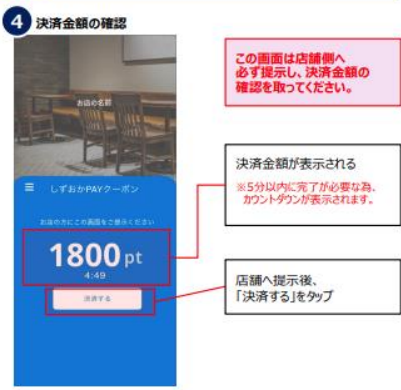 4 決済金額の確認
この画面は店舗側へ
必ず提示し、決済金額の
確認を取ってください。
お店の名前
決済金額が表示される
※5分以内に完了が必要な為、
カウントダウンが表示されます。
≡ しずおかPAYクーポン
お店の方にこの画面をご提示ください
1800 pt
4:49
決済する
店舗へ提示後、
「決済する」をタップ